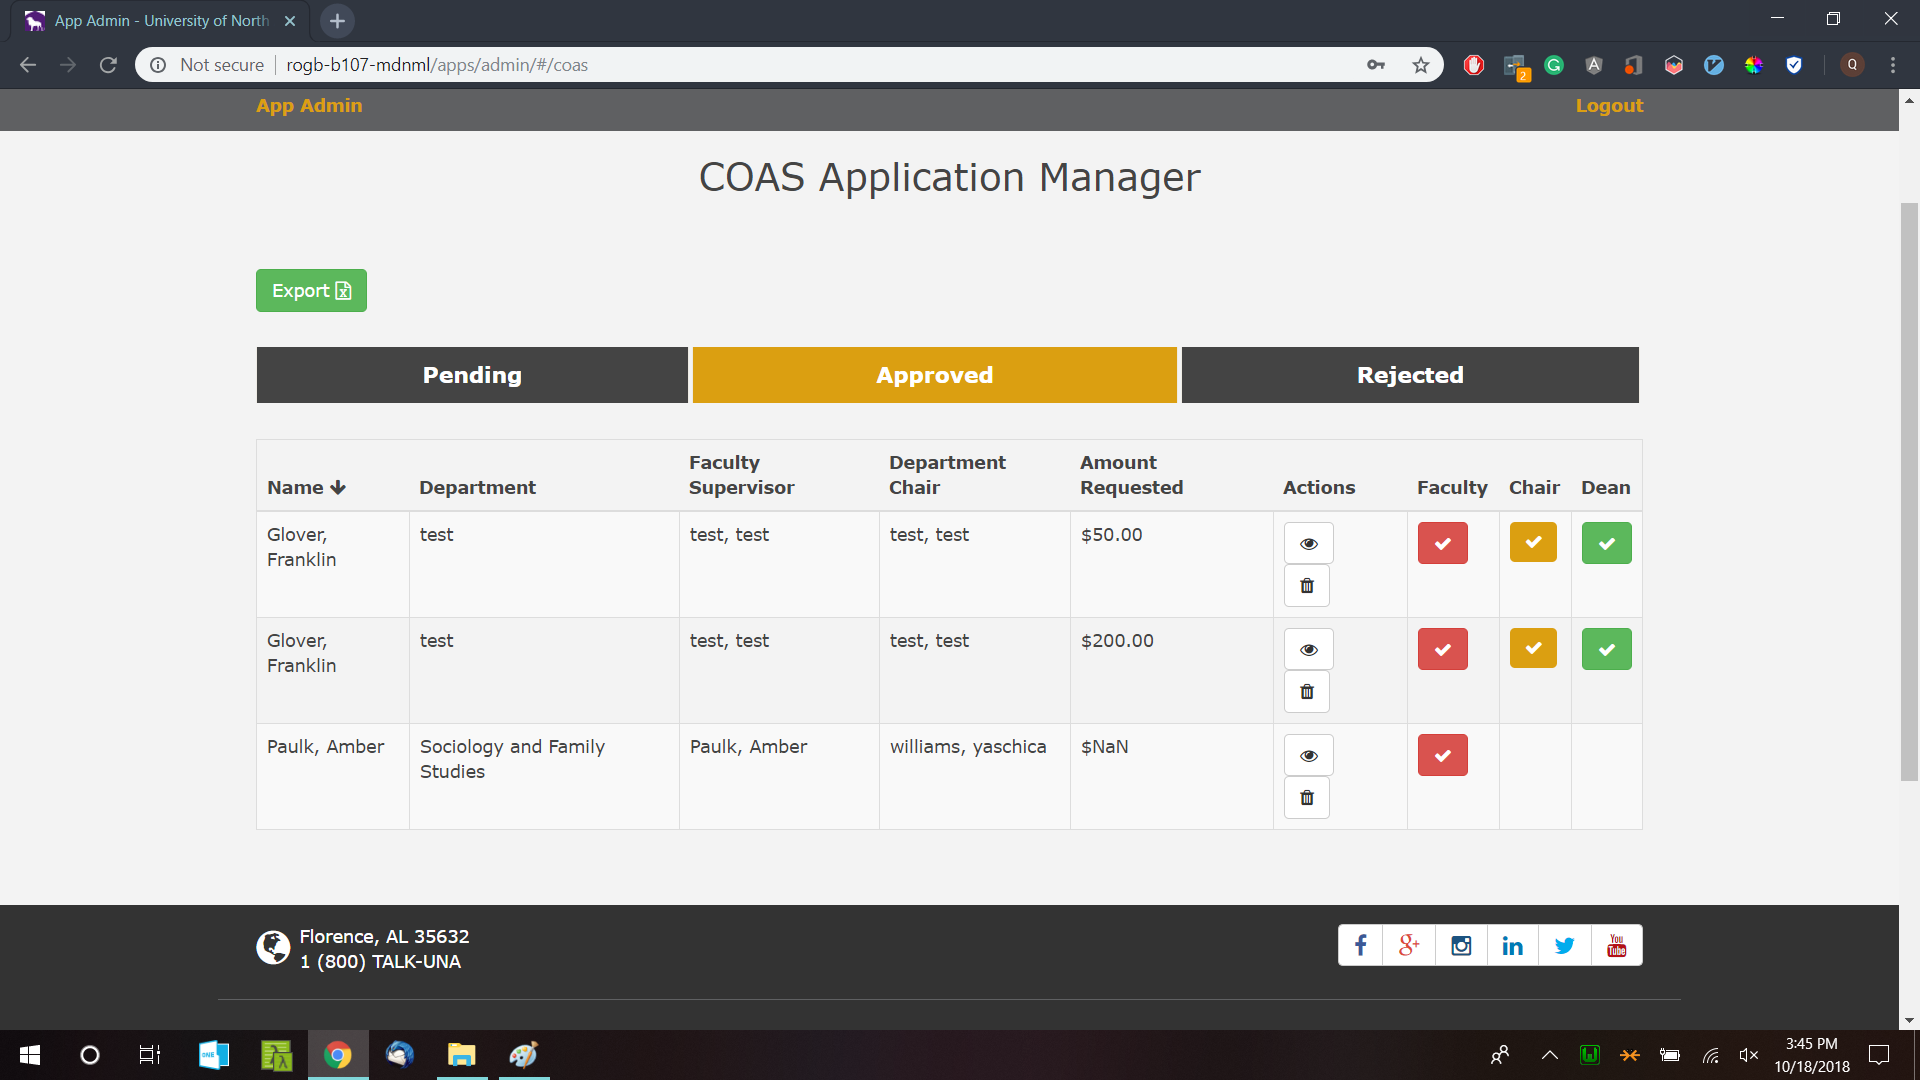 App Admin - University of North
Not secure
rogb-b107-mdnml/apps/admin/#/coas
2
Q
App Admin
Logout
COAS Application Manager
Export
Pending
Approved
Rejected
Name
Department
Faculty
Supervisor
Department
Chair
Amount
Requested
Actions
Faculty
Chair
Dean
Glover,
Franklin
test
test, test
test, test
$50.00
Glover,
Franklin
test
test, test
test, test
$200.00
Paulk, Amber
Sociology and Family
Studies
Paulk, Amber
williams, yaschica
$NaN
Florence, AL 35632
1 (800) TALK-UNA
You
Tube
ONE
3:45 PM
10/18/2018